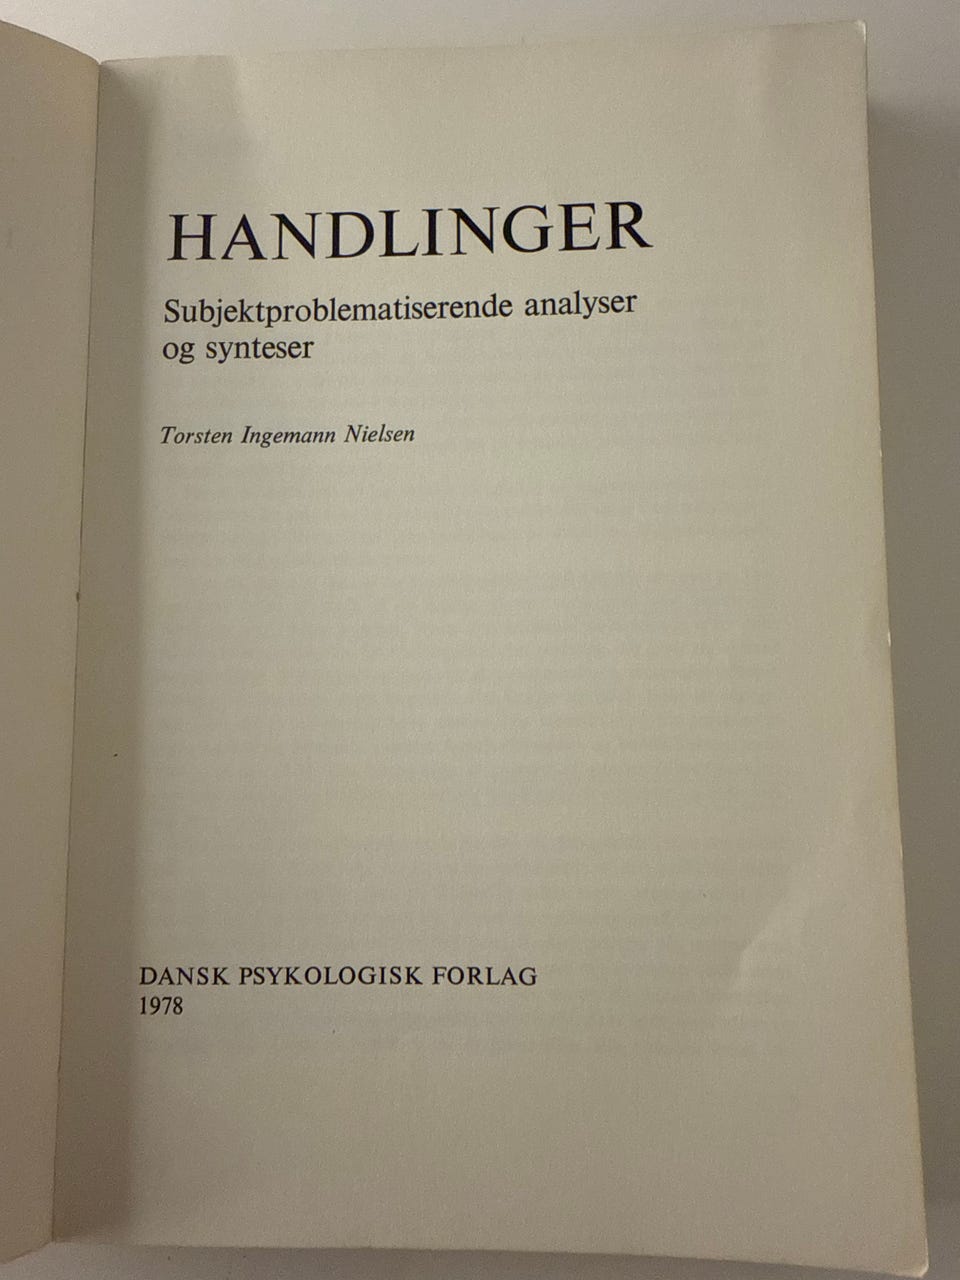 HANDLINGER
Subjektproblematiserende analyser
og synteser
Torsten Ingemann Nielsen
DANSK PSYKOLOGISK FORLAG
1978